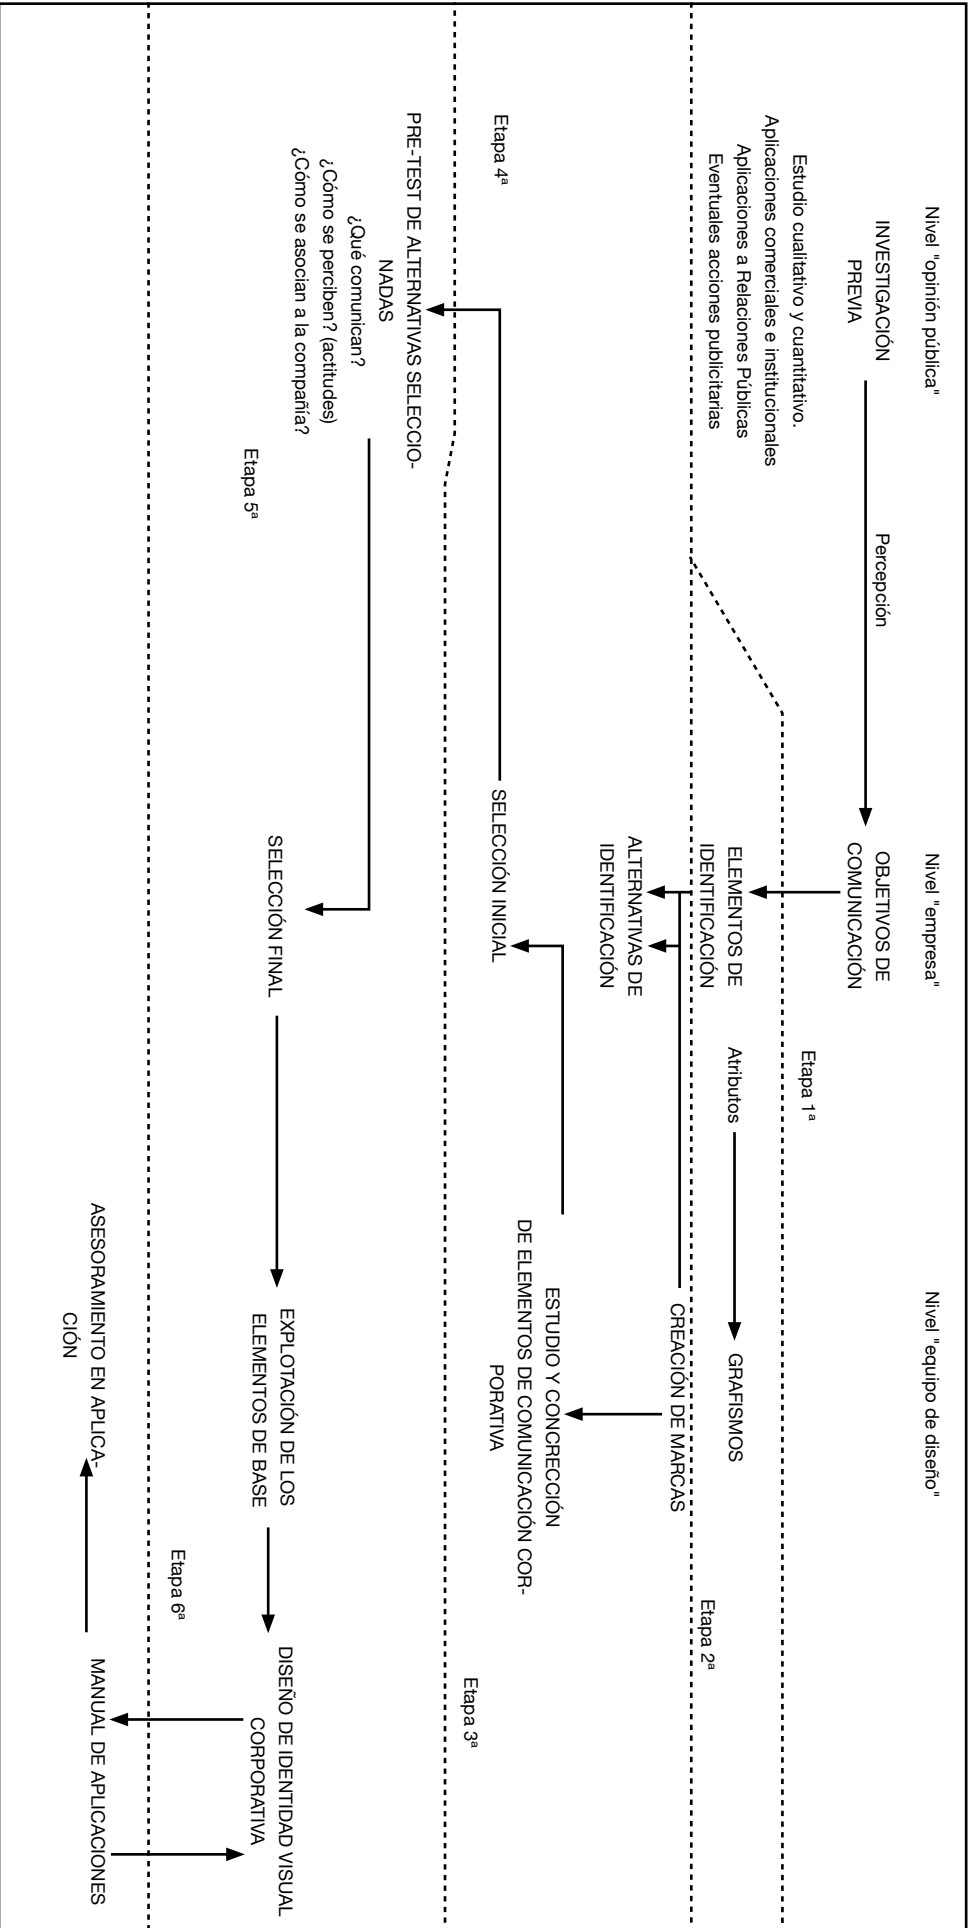 Nivel "opinión pública"
Nivel "empresa"
Nivel "equipo de diseño"
INVESTIGACIÓN
PREVIA
Percepción
OBJETIVOS DE
COMUNICACIÓN
Estudio cualitativo y cuantitativo.
Aplicaciones comerciales e institucionales
Aplicaciones a Relaciones Públicas
Eventuales acciones publicitarias
Etapa 1ª
ELEMENTOS DE
IDENTIFICACIÓN
Atributos
GRAFISMOS
Etapa 2ª
ALTERNATIVAS DE
IDENTIFICACIÓN
CREACIÓN DE MARCAS
ESTUDIO Y CONCRECCIÓN
DE ELEMENTOS DE COMUNICACIÓN COR-
PORATIVA
SELECCIÓN INICIAL
Etapa 4ª
Etapa 3ª
PRE-TEST DE ALTERNATIVAS SELECCIO-
NADAS
¿Qué comunican?
¿Cómo se perciben? (actitudes)
¿Cómo se asocian a la compañía?
Etapa 5ª
SELECCIÓN FINAL
EXPLOTACIÓN DE LOS
ELEMENTOS DE BASE
DISEÑO DE IDENTIDAD VISUAL
CORPORATIVA
Etapa 6ª
ASESORAMIENTO EN APLICA-
CIÓN
MANUAL DE APLICACIONES